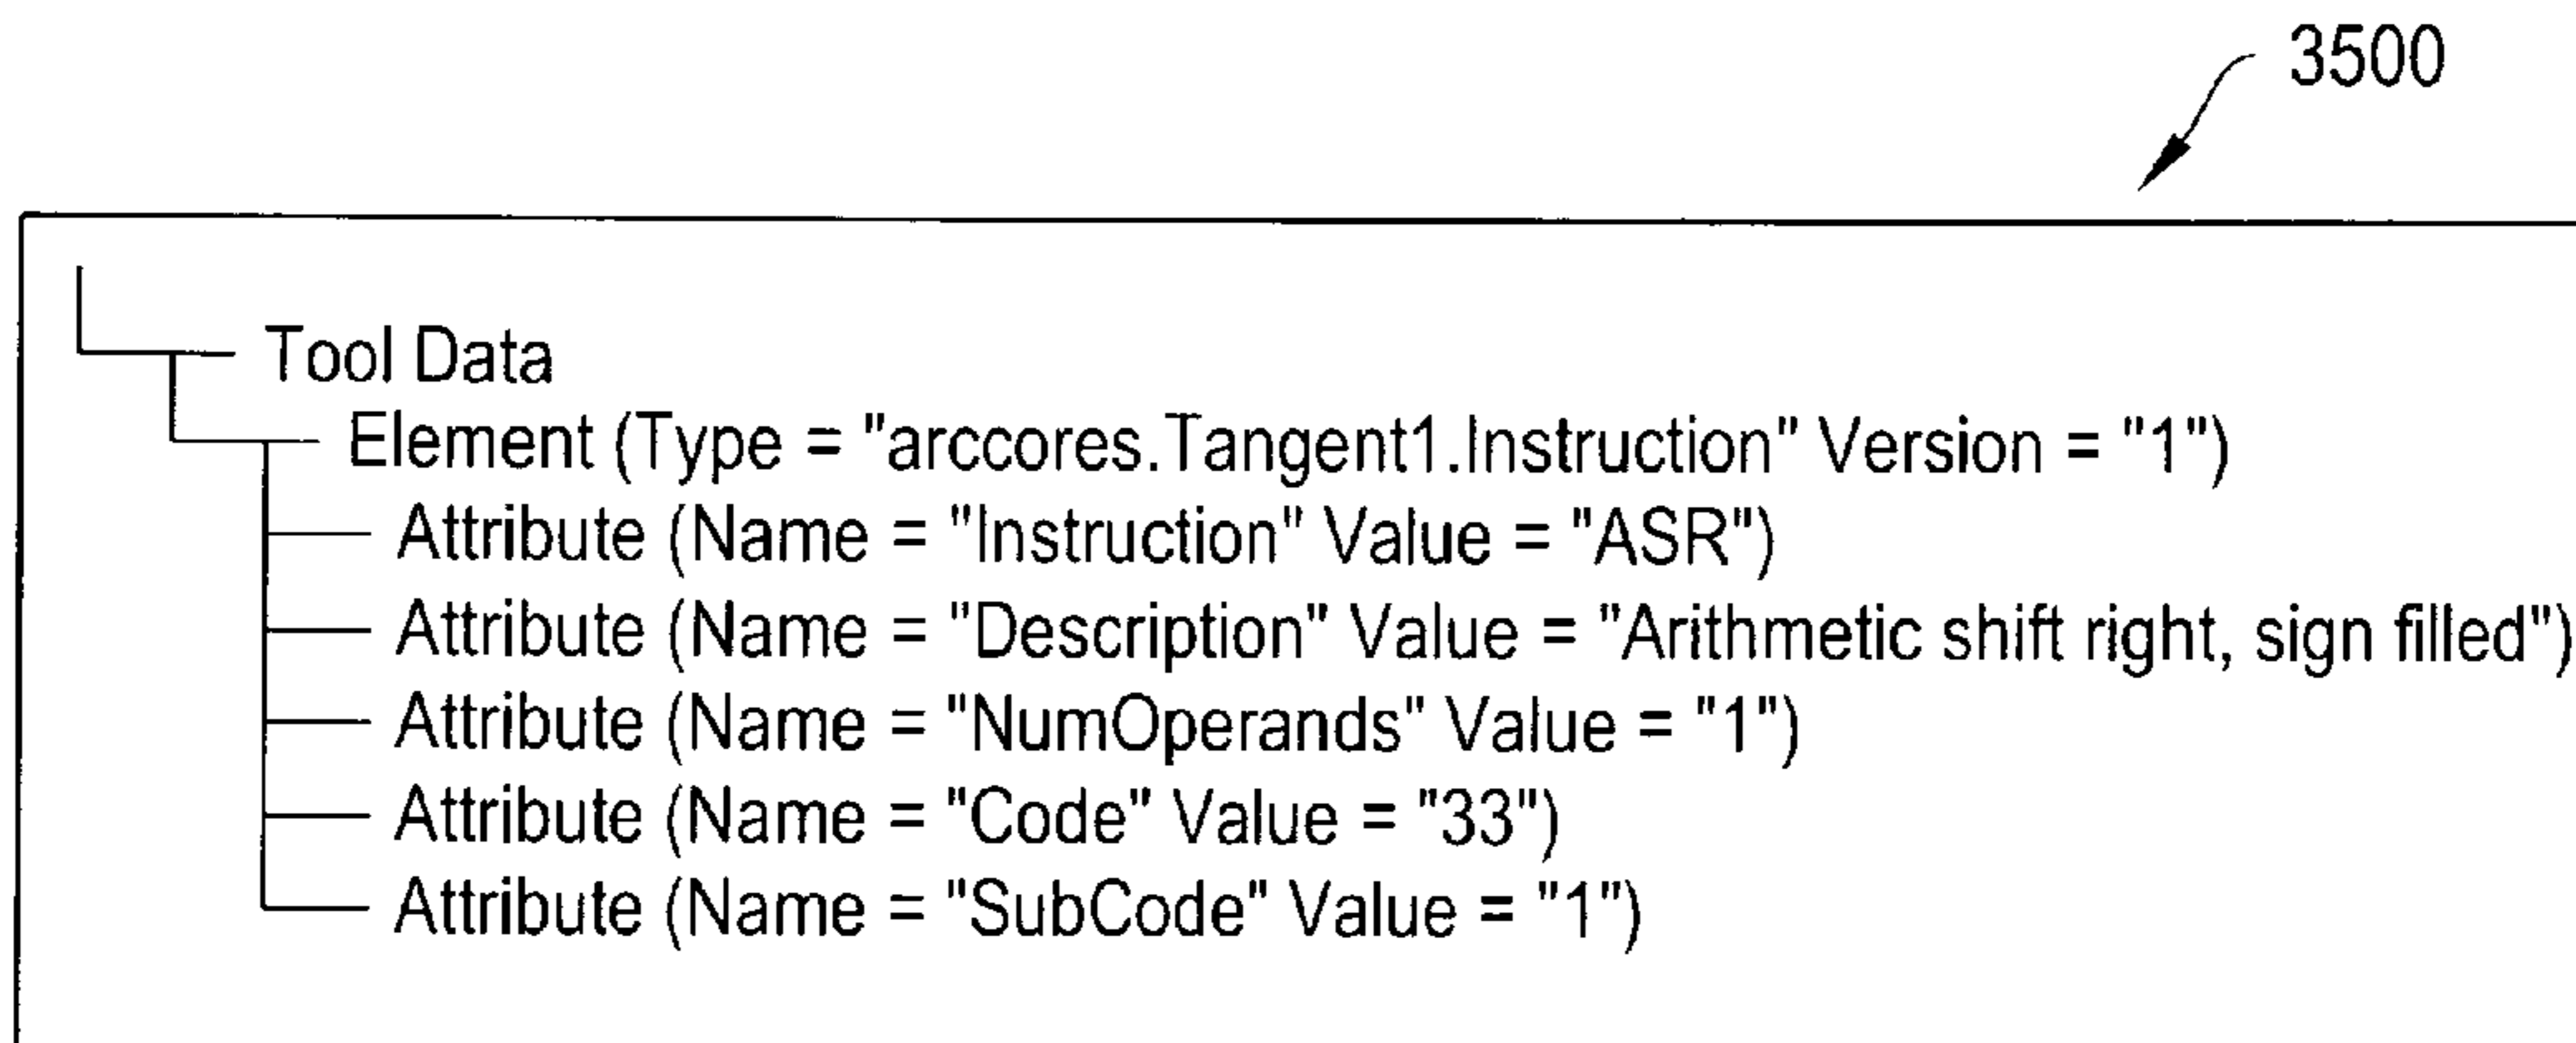 3500
Tool Data
Element (Type = "arccores.Tangent1.Instruction" Version = "1")
Attribute (Name = "Instruction" Value = "ASR")
Attribute (Name = "Description" Value = "Arithmetic shift right, sign filled")
Attribute (Name = "NumOperands" Value = "1")
Attribute (Name = "Code" Value = "33")
Attribute (Name = "SubCode" Value = "1")